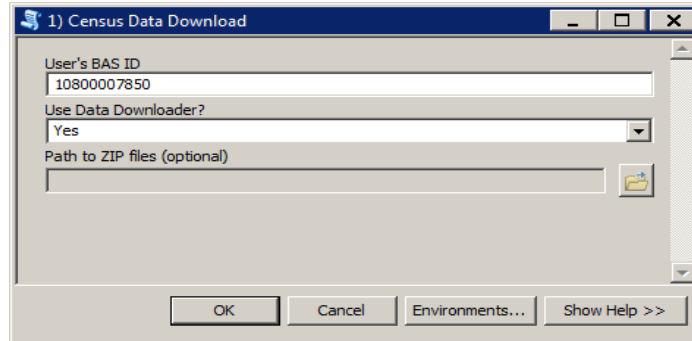 1) Census Data Download
User's BAS ID
10800007850
Use Data Downloader?
Yes
Path to ZIP files (optional)
OK Cancel Environments... Show Help >>